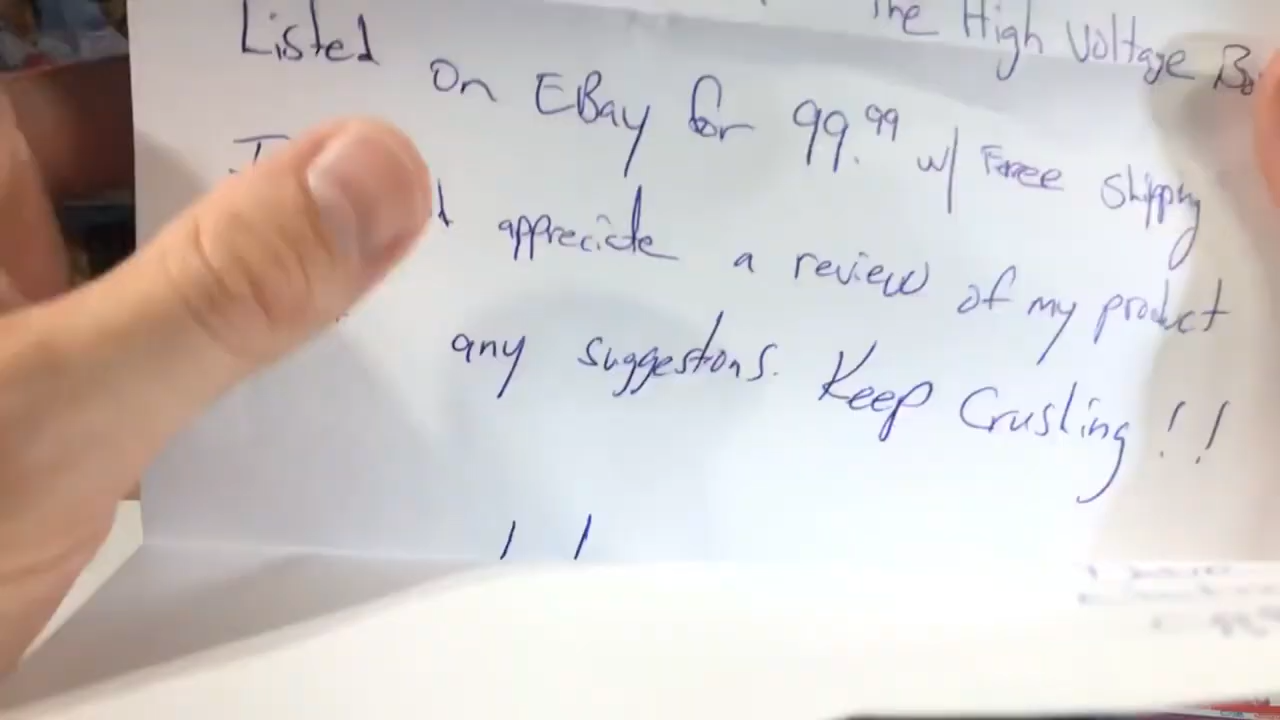 The High Voltage
Listed on EBay for 99.99 w/ Free Shipping
appreciate a review of my product
any suggestons. Keep Crushing!!